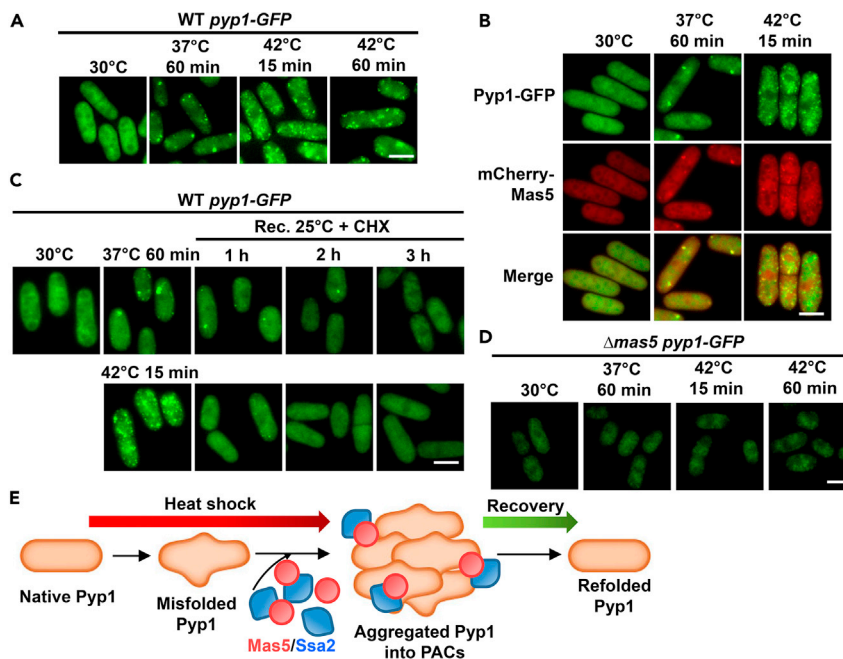 A
WT pyp1-GFP
30°C
37°C 60 min
42°C 15 min
42°C 60 min
B
30°C
37°C 60 min
42°C 15 min
Pyp1-GFP
mCherry-Mas5
Merge
C
WT pyp1-GFP
Rec. 25°C + CHX
30°C
37°C 60 min
1 h
2 h
3 h
42°C 15 min
D
Δmas5 pyp1-GFP
30°C
37°C 60 min
42°C 15 min
42°C 60 min
E
Heat shock
Recovery
Native Pyp1
Misfolded
Pyp1
Mas5/Ssa2
Aggregated Pyp1
into PACs
Refolded
Pyp1